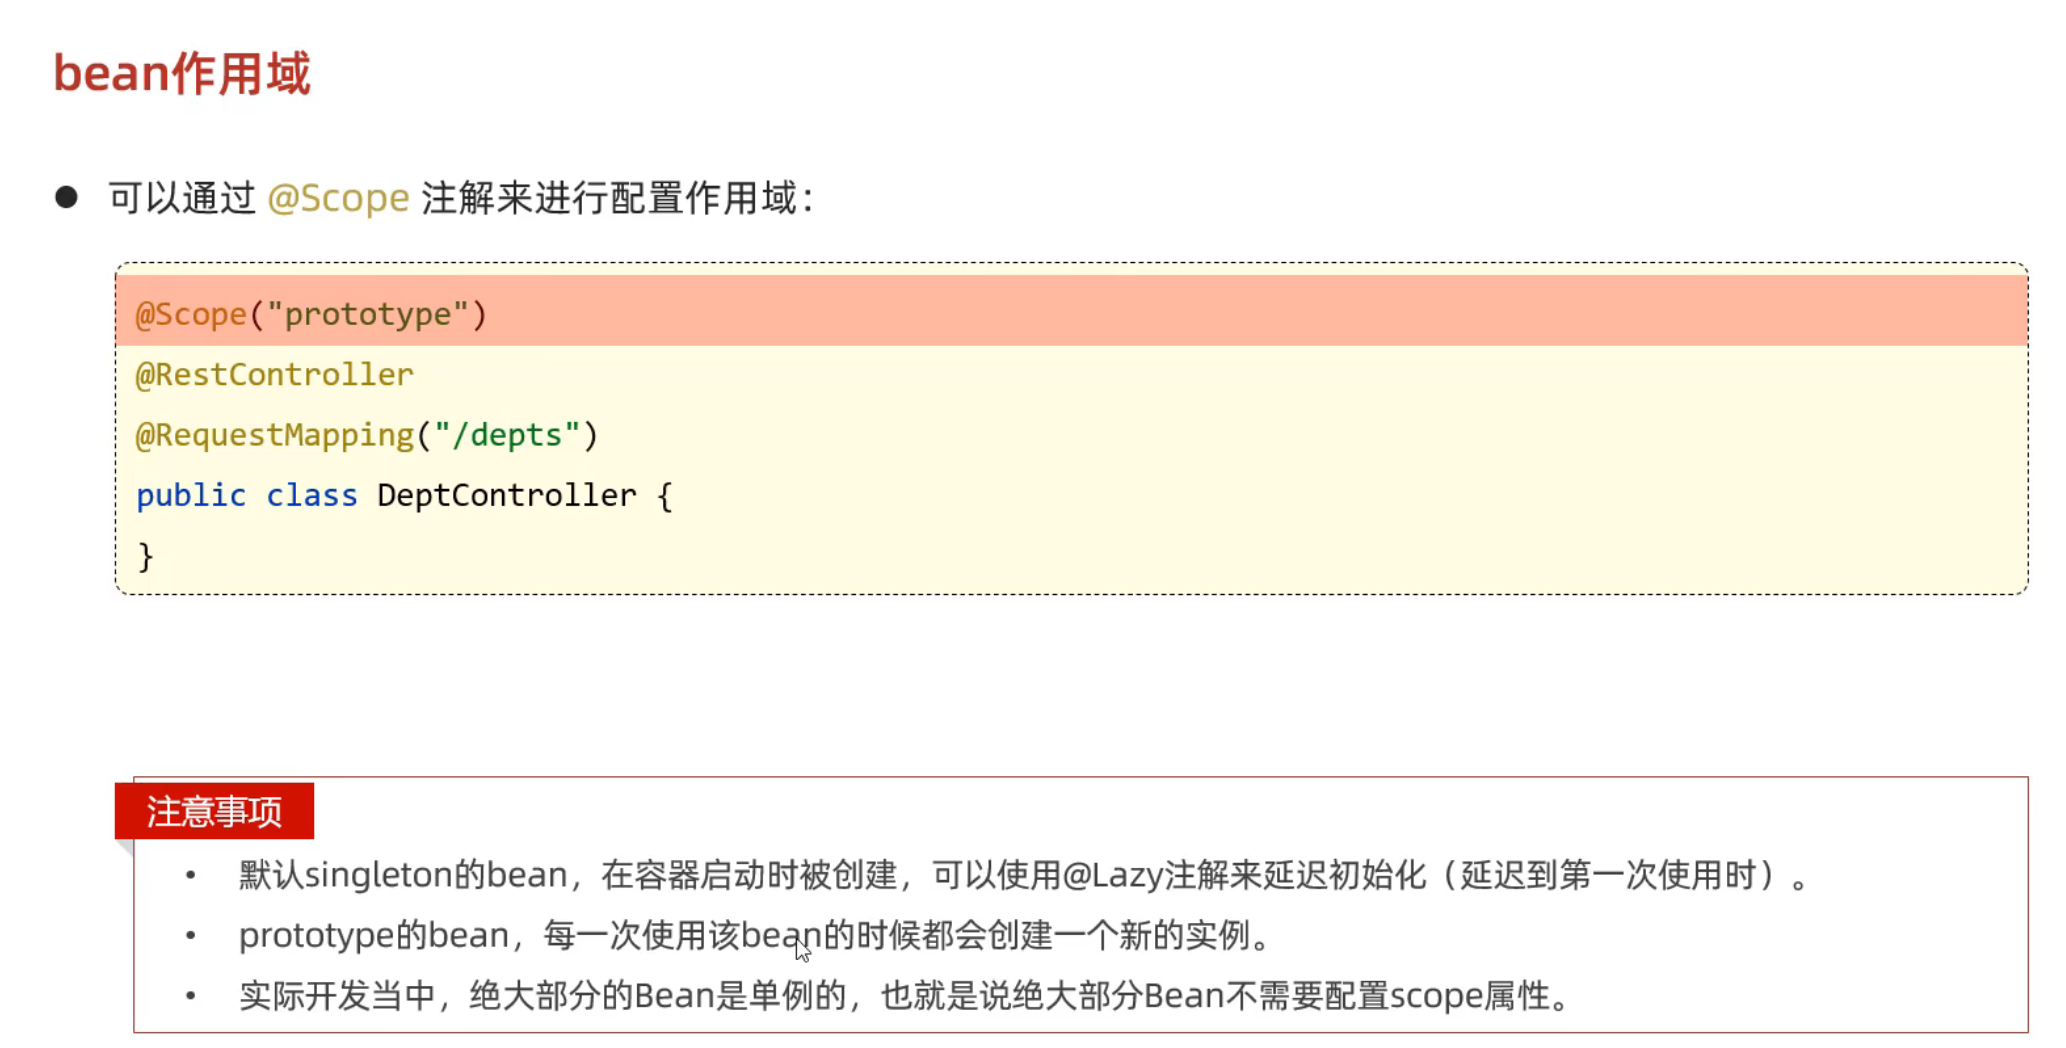 bean作用域
● 可以通过 @Scope 注解来进行配置作用域：
@Scope("prototype")
@RestController
@RequestMapping("/depts")
public class DeptController {
}
注意事项
• 默认singleton的bean，在容器启动时被创建，可以使用@Lazy注解来延迟初始化（延迟到第一次使用时）。
• prototype的bean，每一次使用该bean的时候都会创建一个新的实例。
• 实际开发当中，绝大部分的Bean是单例的，也就是说绝大部分Bean不需要配置scope属性。